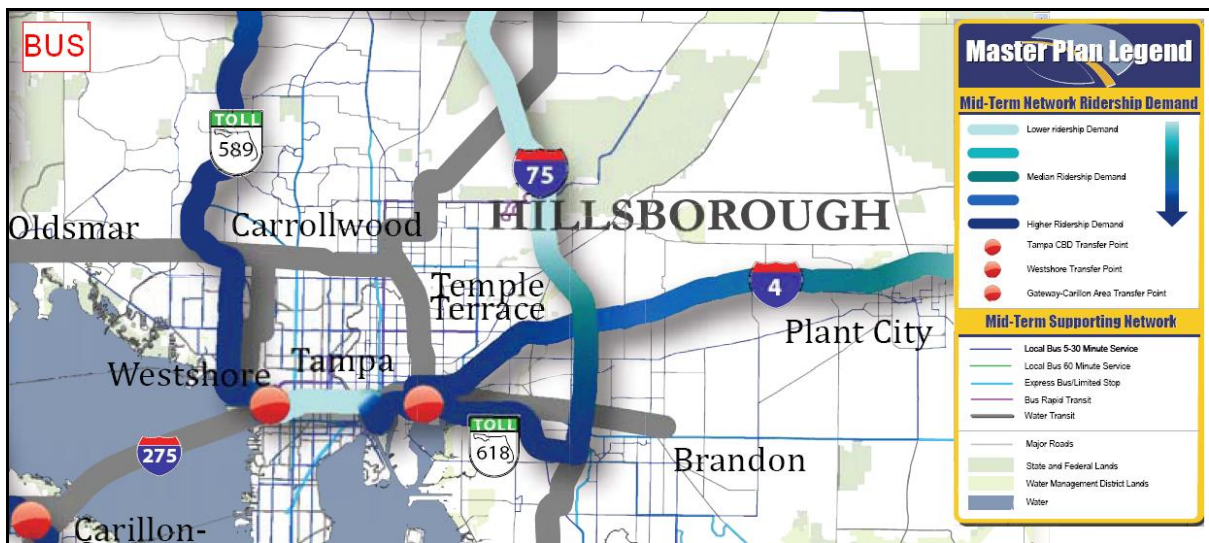 BUS
TOLL
589
75
Oldsmar
Carrollwood
HILLSBOROUGH
Temple
Terrace
4
Plant City
Westshore
Tampa
275
TOLL
618
Brandon
Carillon-
Master Plan Legend
Mid-Term Network Ridership Demand
Lower ridership Demand
Median Ridership Demand
Higher Ridership Demand
Tampa CBD Transfer Point
Westshore Transfer Point
Gateway-Carillon Area Transfer Point
Mid-Term Supporting Network
Local Bus 5-30 Minute Service
Local Bus 60 Minute Service
Express Bus/Limited Stop
Bus Rapid Transit
Water Transit
Major Roads
State and Federal Lands
Water Management District Lands
Water